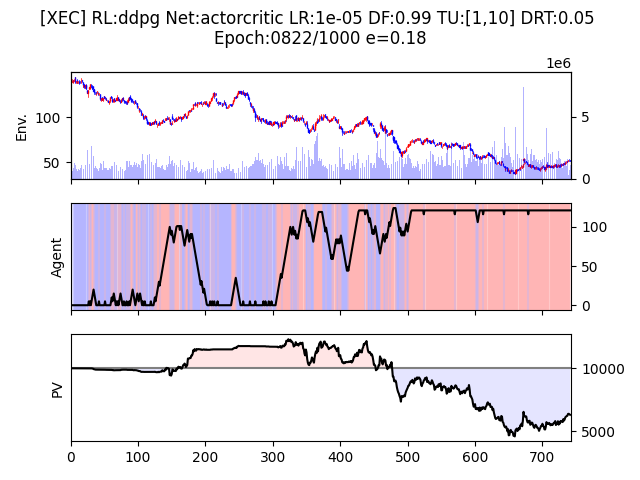 [XEC] RL:ddpg Net:actorcritic LR:1e-05 DF:0.99 TU:[1,10] DRT:0.05
Epoch:0822/1000 e=0.18
1e6
Env.
100
50
5
0
Agent
100
50
0
PV
10000
5000
0 100 200 300 400 500 600 700